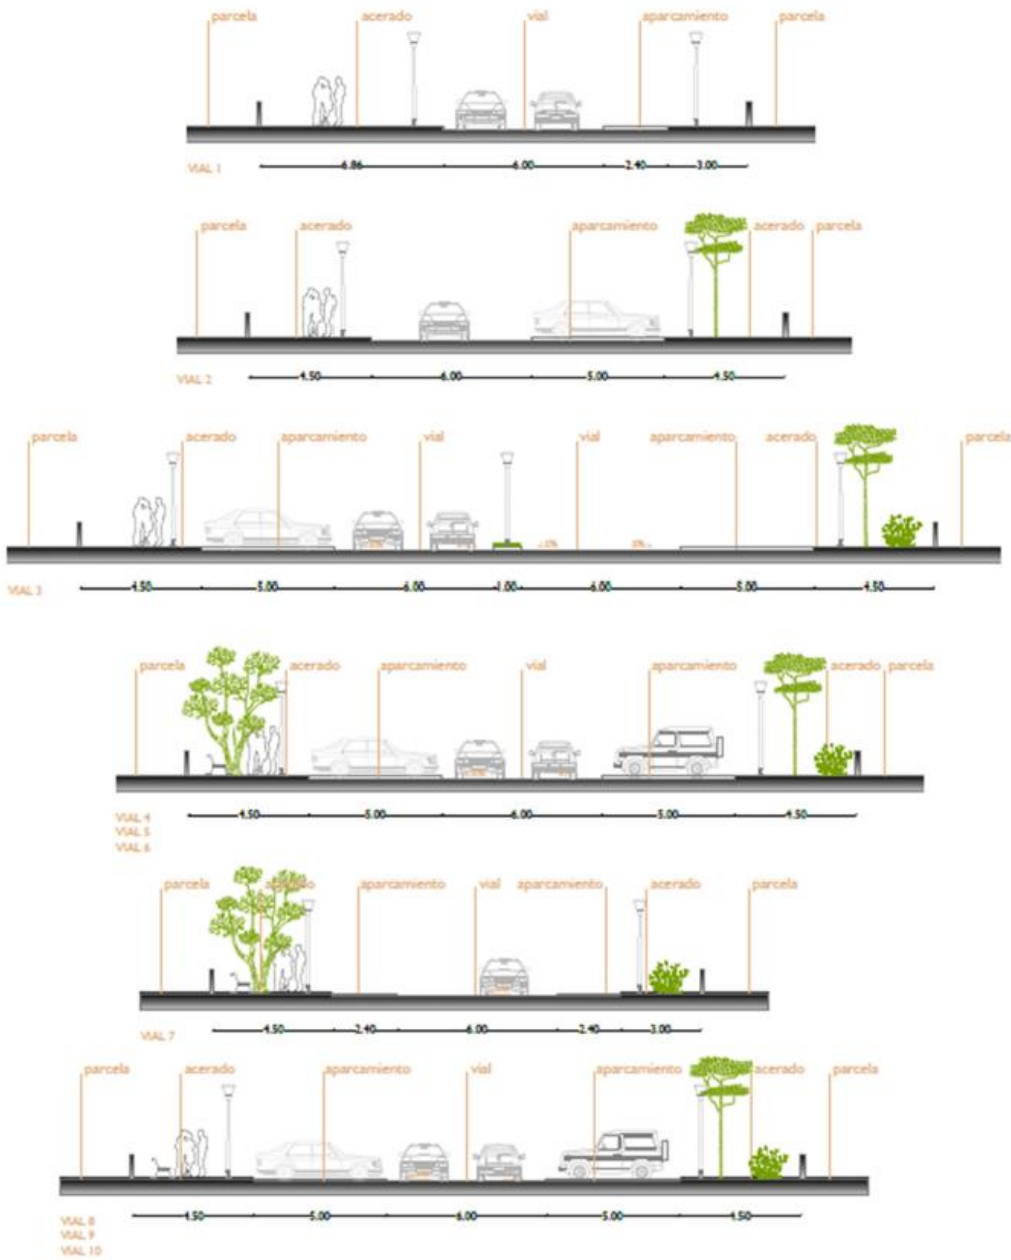 parcela acerado vial aparcamiento parcela
VIAL 1
6.86 6.00 2.40 3.00
parcela acerado aparcamiento acerado parcela
VIAL 2
4.50 6.00 5.00 4.50
parcela acerado aparcamiento vial vial aparcamiento acerado parcela
VIAL 3
4.50 5.00 6.00 1.00 6.00 5.00 4.50
parcela acerado aparcamiento vial aparcamiento acerado parcela
4.50 5.00 6.00 5.00 4.50
VIAL 4
VIAL 5
VIAL 6
parcela acerado aparcamiento vial aparcamiento acerado parcela
VIAL 7
4.50 2.40 6.00 2.40 3.00
parcela acerado aparcamiento vial aparcamiento acerado parcela
4.50 5.00 6.00 5.00 4.50
VIAL 8
VIAL 9
VIAL 10